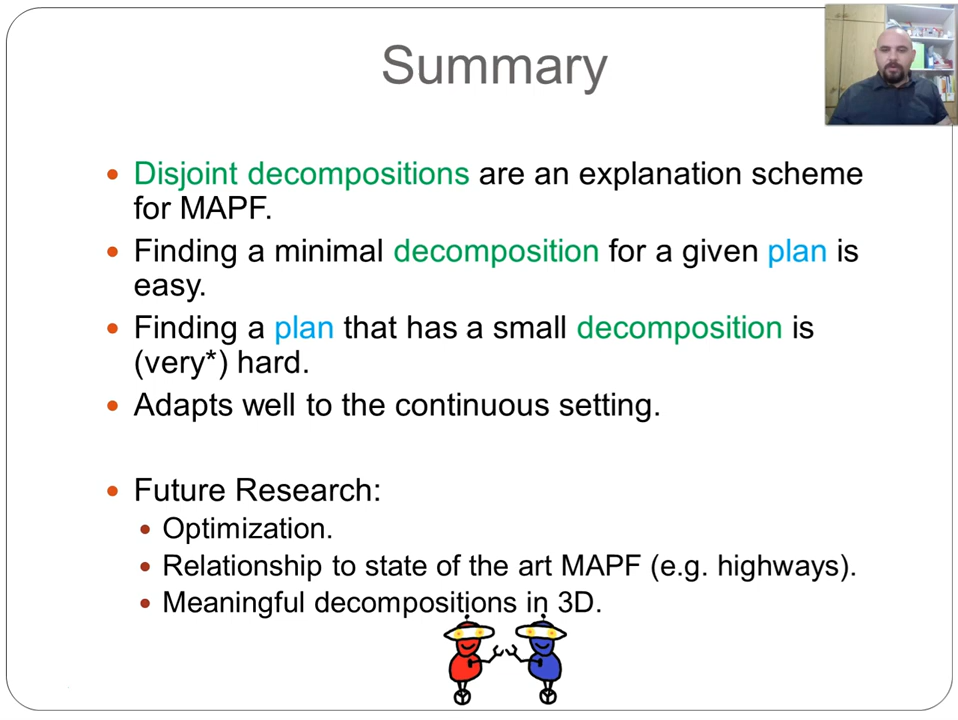 Summary
Disjoint decompositions are an explanation scheme
for MAPF.
Finding a minimal decomposition for a given plan is
easy.
Finding a plan that has a small decomposition is
(very*) hard.
Adapts well to the continuous setting.
Future Research:
Optimization.
Relationship to state of the art MAPF (e.g. highways).
Meaningful decompositions in 3D.